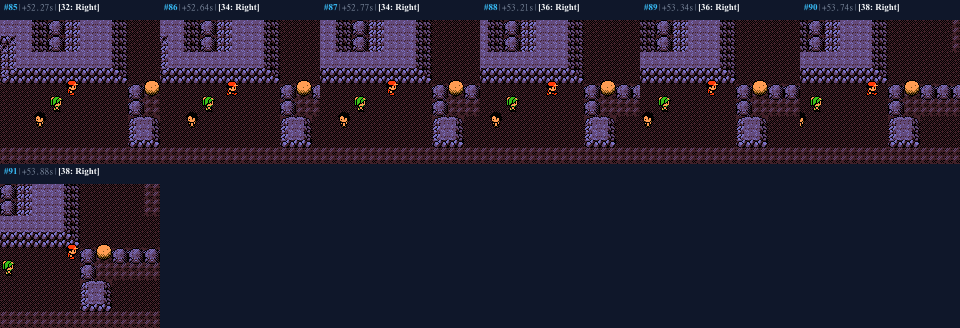 #85|+52.27s|[32: Right]
#86|+52.64s|[34: Right]
#87|+52.77s|[34: Right]
#88|+53.21s|[36: Right]
#89|+53.34s|[36: Right]
#90|+53.74s|[38: Right]
#91|+53.88s|[38: Right]